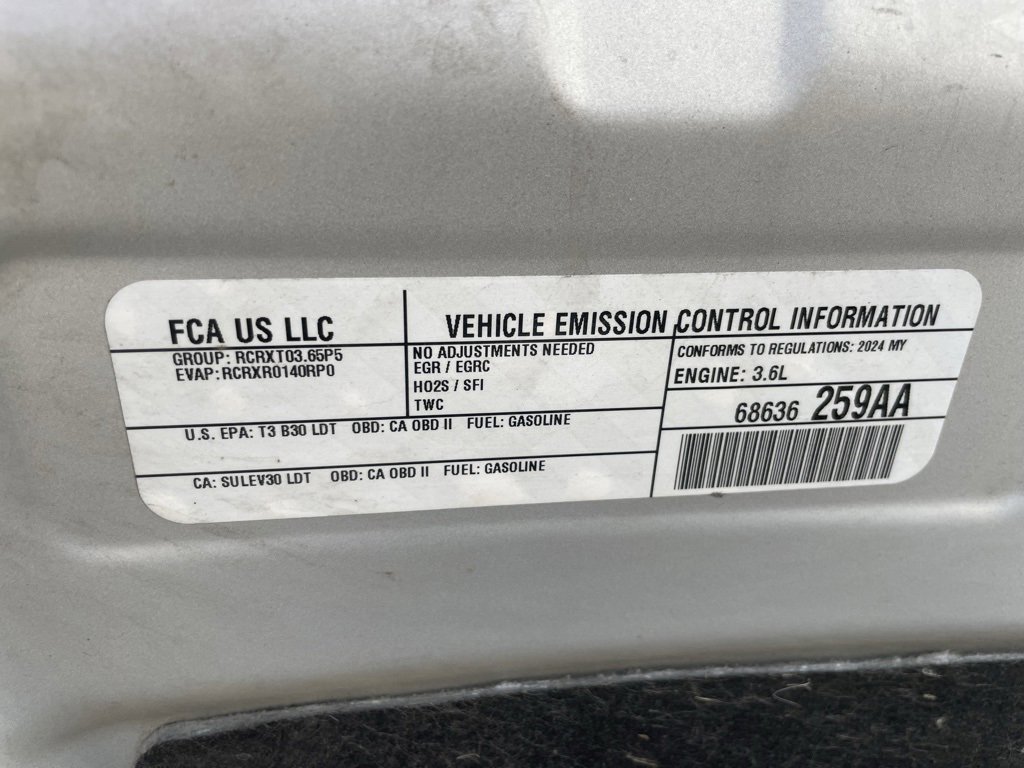 FCA US LLC
VEHICLE EMISSION CONTROL INFORMATION
GROUP: RCRXT03.65P5
EVAP:RCRXR0140RP0
NO ADJUSTMENTS NEEDED
EGR / EGRC
HO2S / SFI
TWC
CONFORMS TO REGULATIONS: 2024 MY
ENGINE: 3.6L
68636 259AA
U.S. EPA: T3 B30 LDT OBD: CA OBD II FUEL: GASOLINE
CA: SULEV30 LDT OBD: CA OBD II FUEL: GASOLINE